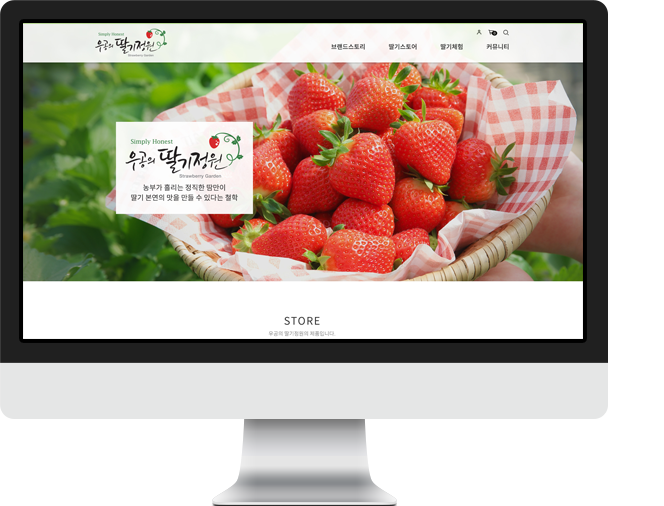 Simply Honest
우공의 딸기정원
Strawberry Garden
브랜드스토리 딸기스토어 딸기체험 커뮤니티
Simply Honest
우공의 딸기정원
Strawberry Garden
농부가 흘리는 정직한 땀만이
딸기 본연의 맛을 만들 수 있다는 철학
STORE
우공의 딸기정원의 제품입니다.